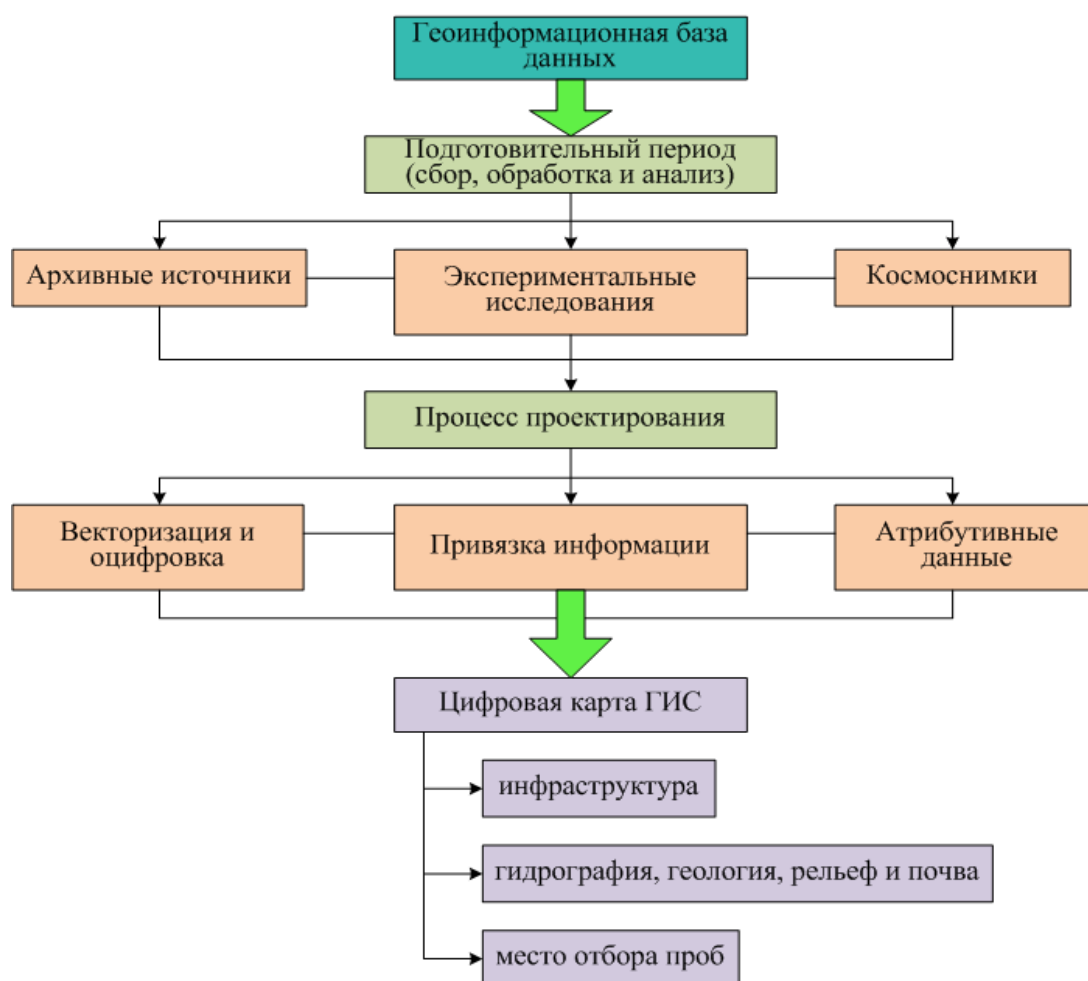 Геоинформационная база
данных
Подготовительный период
(сбор, обработка и анализ)
Архивные источники
Экспериментальные
исследования
Космоснимки
Процесс проектирования
Векторизация и
оцифровка
Привязка информации
Атрибутивные
данные
Цифровая карта ГИС
инфраструктура
гидрография, геология, рельеф и почва
место отбора проб